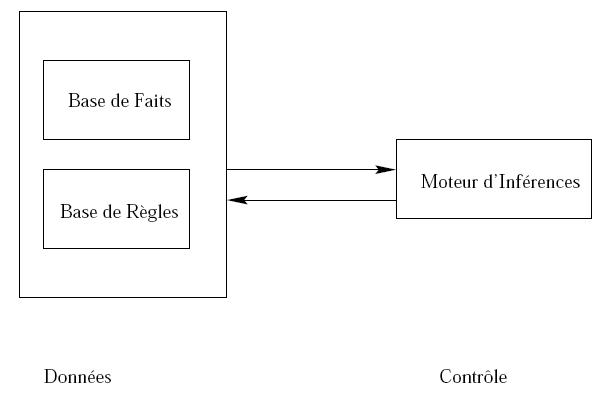 Base de Faits
Base de Règles
Moteur d'Inférences
Données
Contrôle